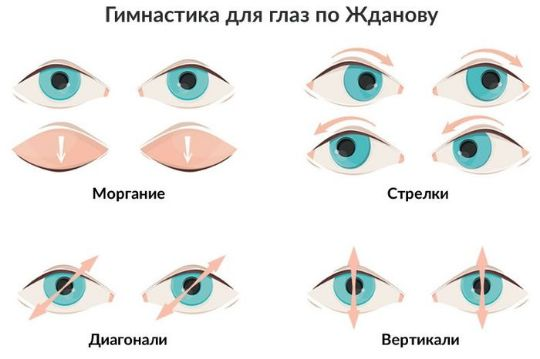 Гимнастика для глаз по Жданову
Моргание
Стрелки
Диагонали
Вертикали